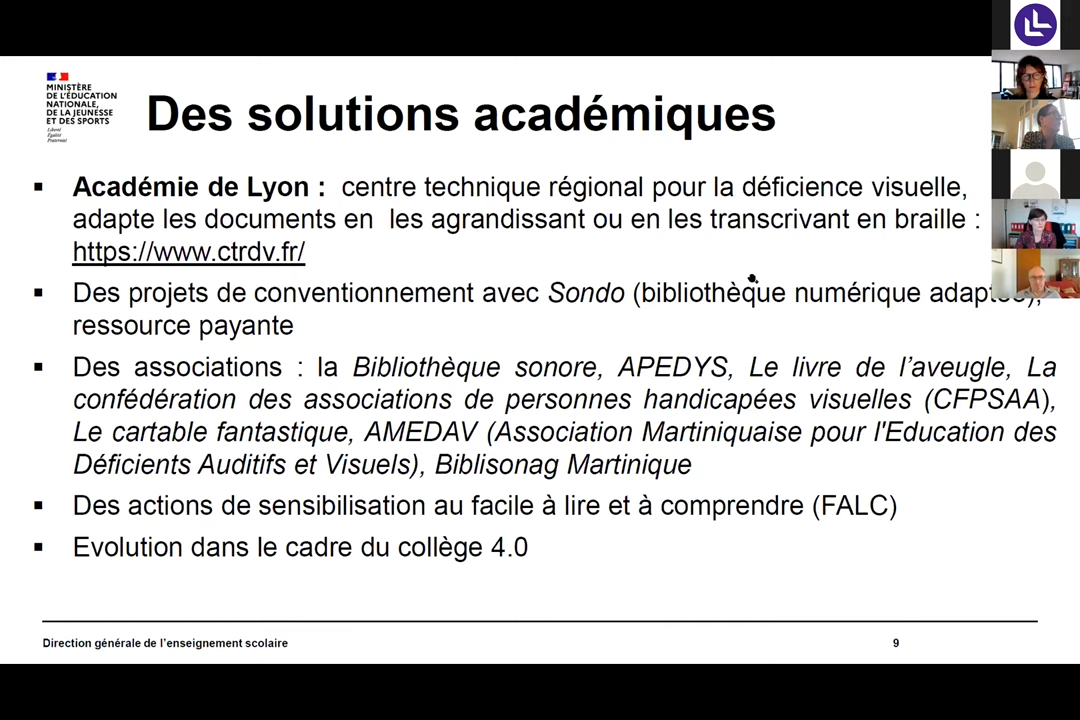 MINISTÈRE
DE L'ÉDUCATION
NATIONALE,
DE LA JEUNESSE
ET DES SPORTS
Liberté
Égalité
Fraternité
Des solutions académiques
▪ Académie de Lyon : centre technique régional pour la déficience visuelle,
adapte les documents en les agrandissant ou en les transcrivant en braille :
https://www.ctrdv.fr/
▪ Des projets de conventionnement avec Sondo (bibliothèque numérique
ressource payante
▪ Des associations : la Bibliothèque sonore, APEDYS, Le livre de l’aveugle, La
confédération des associations de personnes handicapées visuelles (CFPSAA),
Le cartable fantastique, AMEDAV (Association Martiniquaise pour l'Education des
Déficients Auditifs et Visuels), Biblisonag Martinique
▪ Des actions de sensibilisation au facile à lire et à comprendre (FALC)
▪ Evolution dans le cadre du collège 4.0
Direction générale de l’enseignement scolaire
9